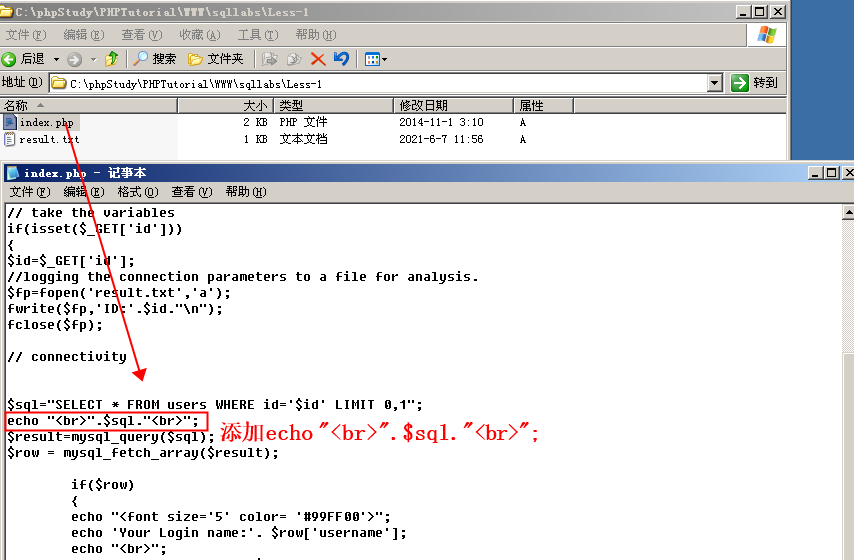 C:\phpStudy\PHPTutorial\WWW\sqllabs\Less-1
文件(F) 编辑(E) 查看(V) 收藏(A) 工具(T) 帮助(H)
后退 搜索 文件夹
地址(D) C:\phpStudy\PHPTutorial\WWW\sqllabs\Less-1 转到
名称 大小 类型 修改日期 属性
index.php 2 KB PHP 文件 2014-11-1 3:10 A
result.txt 1 KB 文本文档 2021-6-7 11:56 A
index.php - 记事本
文件(F) 编辑(E) 格式(O) 查看(V) 帮助(H)
// take the variables
if(isset($_GET['id']))
{
$id=$_GET['id'];
//logging the connection parameters to a file for analysis.
$fp=fopen('result.txt','a');
fwrite($fp,'ID:'.$id."\n");
fclose($fp);
// connectivity
$sql="SELECT * FROM users WHERE id='$id' LIMIT 0,1";
echo "<br>".$sql."<br>";
$result=mysql_query($sql);
添加echo "<br>".$sql."<br>";
$row = mysql_fetch_array($result);
if($row)
{
echo "<font size='5' color= '#99FF00'>";
echo 'Your Login name:'. $row['username'];
echo "<br>";